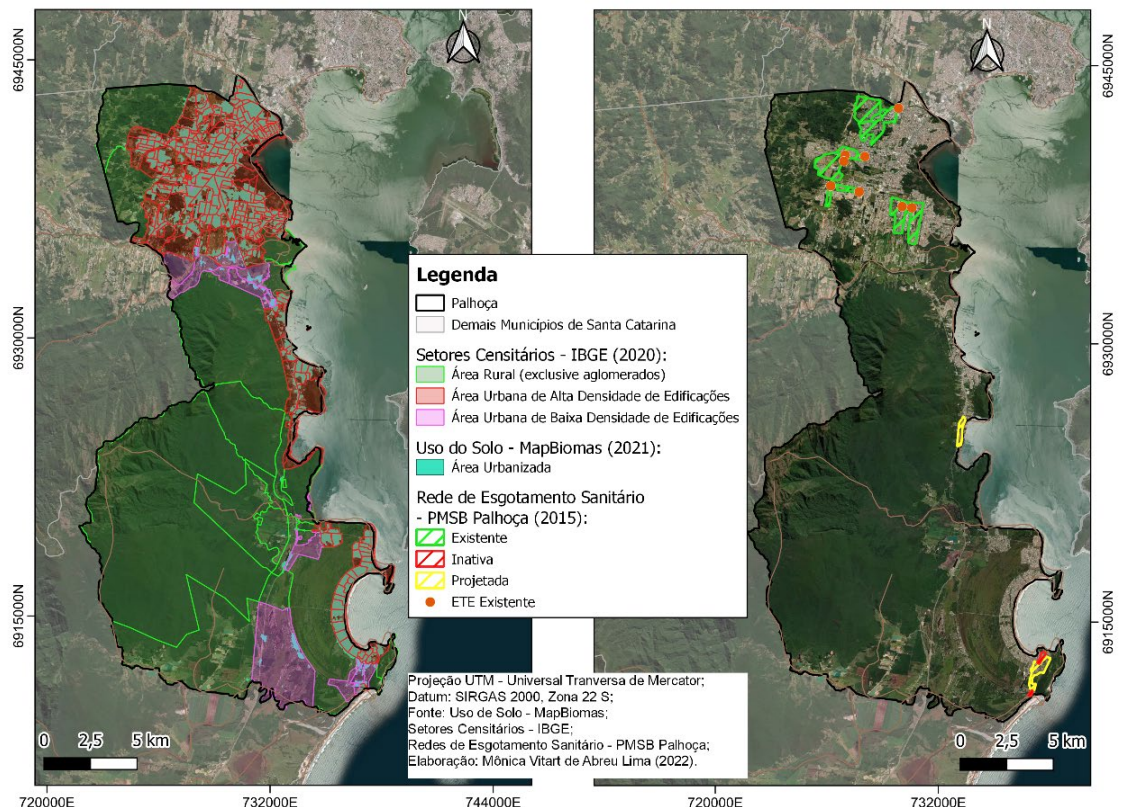 N
N
6945000N
6930000N
6915000N
6945000N
6930000N
6915000N
Legenda
Palhoça
Demais Municípios de Santa Catarina
Setores Censitários - IBGE (2020):
Área Rural (exclusive aglomerados)
Área Urbana de Alta Densidade de Edificações
Área Urbana de Baixa Densidade de Edificações
Uso do Solo - MapBiomas (2021):
Área Urbanizada
Rede de Esgotamento Sanitário
- PMSB Palhoça (2015):
Existente
Inativa
Projetada
ETE Existente
Projeção UTM - Universal Tranversa de Mercator;
Datum: SIRGAS 2000, Zona 22 S;
Fonte: Uso de Solo - MapBiomas;
Setores Censitários - IBGE;
Redes de Esgotamento Sanitário - PMSB Palhoça;
Elaboração: Mônica Vitart de Abreu Lima (2022).
0 2,5 5 km
0 2,5 5 km
720000E 732000E 744000E
720000E 732000E